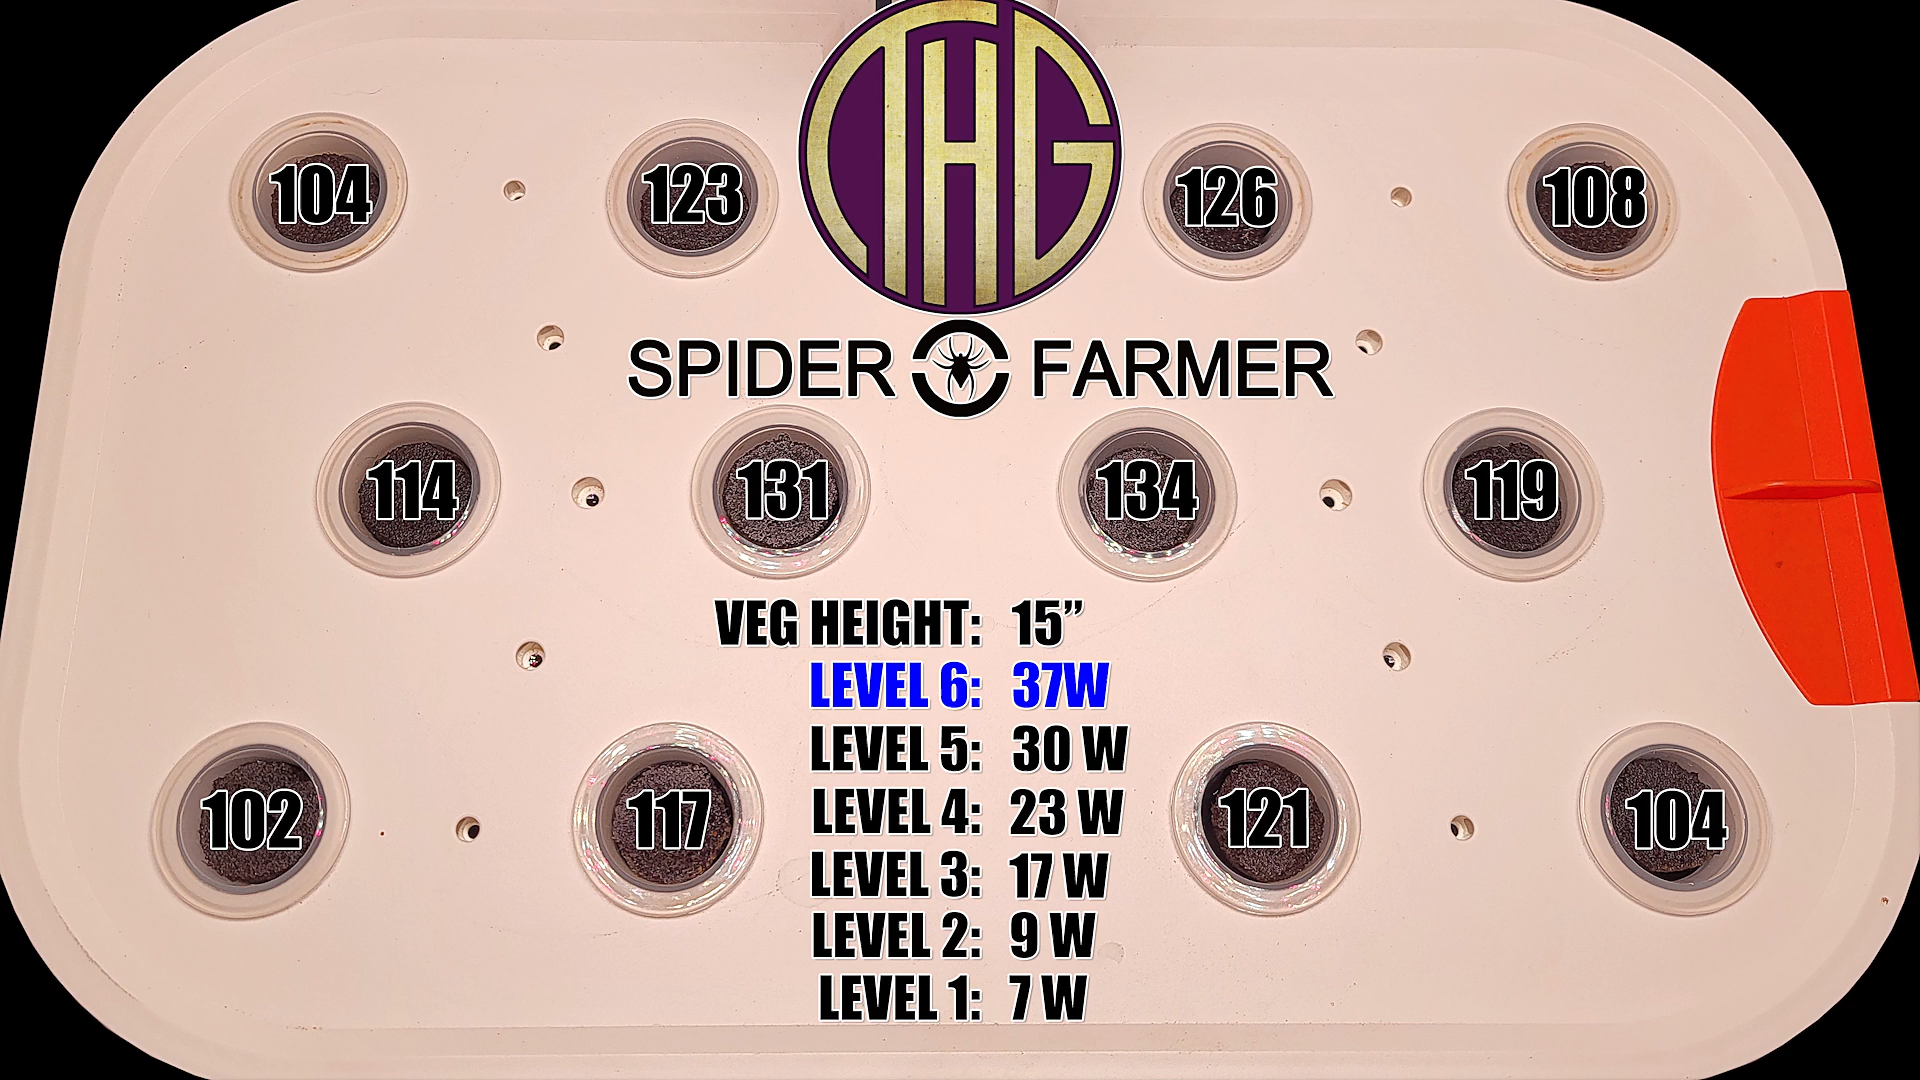 THG
104 123 126 108
SPIDER FARMER
114 131 134 119
VEG HEIGHT: 15”
LEVEL 6: 37W
LEVEL 5: 30 W
LEVEL 4: 23 W
102 117 121 104
LEVEL 3: 17 W
LEVEL 2: 9 W
LEVEL 1: 7 W